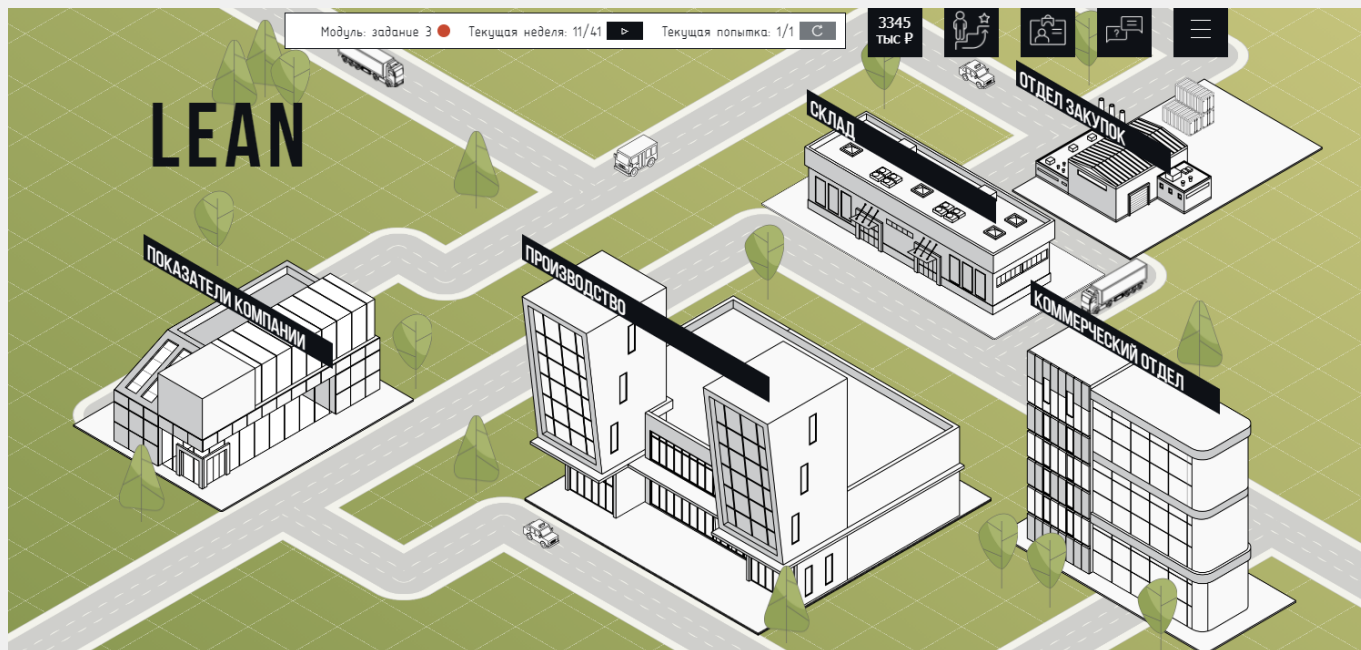 Модуль: задание 3 Текущая неделя: 11/41 Текущая попытка: 1/1
3345
тыс ₽
?
LEAN
ОТДЕЛ ЗАКУПОК
СКЛАД
ПОКАЗАТЕЛИ КОМПАНИИ
ПРОИЗВОДСТВО
КОММЕРЧЕСКИЙ ОТДЕЛ